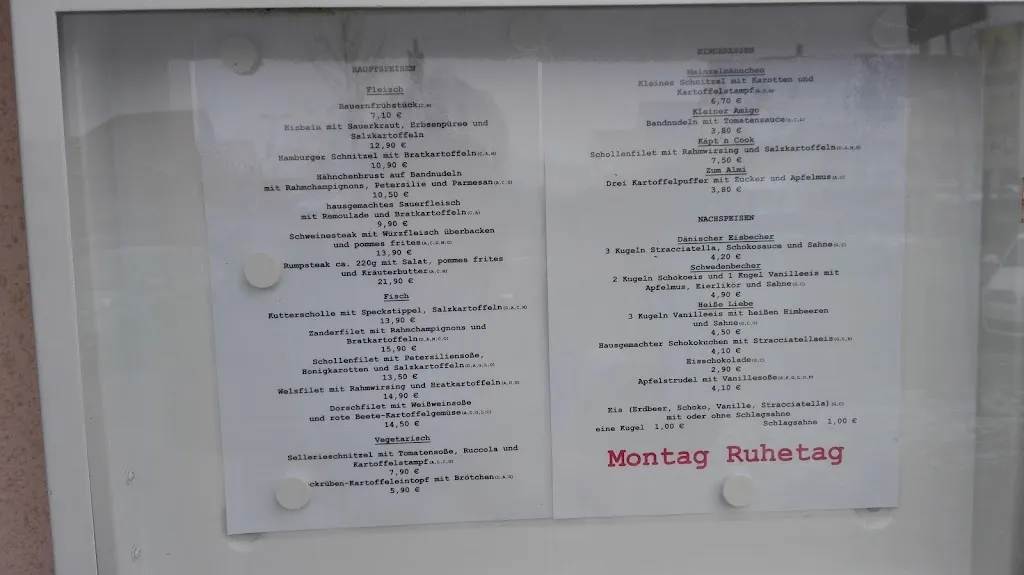 HAUPTSPEISEN
Fleisch
Bauernfrühstück
7,10 €
Eisbein mit Sauerkraut, Erbsenpüree und
Salzkartoffeln
12,90 €
Hamburger Schnitzel mit Bratkartoffeln
10,90 €
Hähnchenbrust auf Bandnudeln
mit Rahmchampignons, Petersilie und Parmesan
10,50 €
hausgemachtes Sauerfleisch
mit Remoulade und Bratkartoffeln
9,90 €
Schweinesteak mit Würzfleisch überbacken
und pommes frites
13,90 €
Rumpsteak ca. 220g mit Salat, pommes frites
und Kräuterbutter
21,90 €
Fisch
Kutterscholle mit Speckstippel, Salzkartoffeln
13,90 €
Zanderfilet mit Rahmchampignons und
Bratkartoffeln
15,90 €
Schollenfilet mit Petersiliensoße,
Honigkarotten und Salzkartoffeln
13,50 €
Welsfilet mit Rahmwirsing und Bratkartoffeln
14,90 €
Dorschfilet mit Weißweinsoße
und rote Beete-Kartoffelgemüse
14,50 €
Vegetarisch
Sellerieschnitzel mit Tomatensoße, Ruccola und
Kartoffelstampf
7,90 €
ckrüben-Kartoffeleintopf mit Brötchen
5,90 €
KINDERESSEN
Mainzelmännchen
Kleines Schnitzel mit Karotten und
Kartoffelstampf
6,70 €
Kleiner Amigo
Bandnudeln mit Tomatensauce
3,80 €
Käpt n Cook
Schollenfilet mit Rahmwirsing und Salzkartoffeln
7,50 €
Zum Almi
Drei Kartoffelpuffer mit Zucker und Apfelmus
3,80 €
NACHSPEISEN
Dänischer Eisbecher
3 Kugeln Stracciatella, Schokosauce und Sahne
4,20 €
Schwedenbecher
2 Kugeln Schokoeis und 1 Kugel Vanilleeis mit
Apfelmus, Eierlikör und Sahne
4,90 €
Heiße Liebe
3 Kugeln Vanilleeis mit heißen Himbeeren
und Sahne
4,50 €
Hausgemachter Schokokuchen mit Stracciatellaeis
4,10 €
Eisschokolade
2,90 €
Apfelstrudel mit Vanillesoße
4,10 €
Eis (Erdbeer, Schoko, Vanille, Stracciatella)
mit oder ohne Schlagsahne
eine Kugel 1,00 € Schlagsahne 1,00 €
Montag Ruhetag